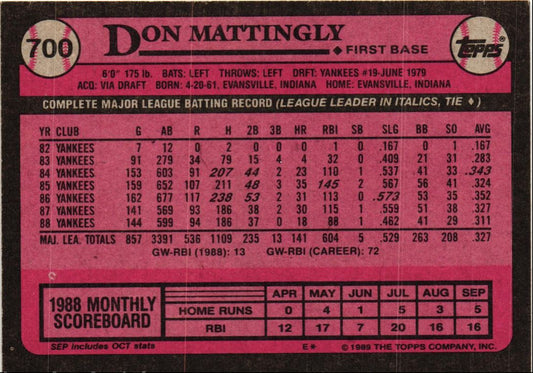 700
DON MATTINGLY
♦ FIRST BASE
Topps®
6'0" 175 lb. BATS: LEFT THROWS: LEFT DRFT: YANKEES #19-JUNE 1979
ACQ: VIA DRAFT BORN: 4-20-61, EVANSVILLE, INDIANA HOME: EVANSVILLE, INDIANA
COMPLETE MAJOR LEAGUE BATTING RECORD (LEAGUE LEADER IN ITALICS, TIE ♦)
YR CLUB G AB R H 2B 3B HR RBI SB SLG BB SO AVG
82 YANKEES 7 12 0 2 0 0 0 1 0 .167 0 1 .167
83 YANKEES 91 279 34 79 15 4 4 32 0 .409 21 31 .283
84 YANKEES 153 603 91 207 44 2 23 110 1 .537 41 33 .343
85 YANKEES 159 652 107 211 48 3 35 145 2 .567 56 41 .324
86 YANKEES 162 677 117 238 53 2 31 113 0 .573 53 35 .352
87 YANKEES 141 569 93 186 38 2 30 115 1 .559 51 38 .327
88 YANKEES 144 599 94 186 37 0 18 88 1 .462 41 29 .311
MAJ. LEA. TOTALS 857 3391 536 1109 235 13 141 604 5 .529 263 208 .327
GW-RBI (1988): 13 GW-RBI (CAREER): 72
1988 MONTHLY SCOREBOARD
APR MAY JUN JUL AUG SEP
HOME RUNS 0 4 1 5 3 5
RBI 12 17 7 20 16 16
SEP includes OCT stats
E*
© 1989 THE TOPPS COMPANY, INC.